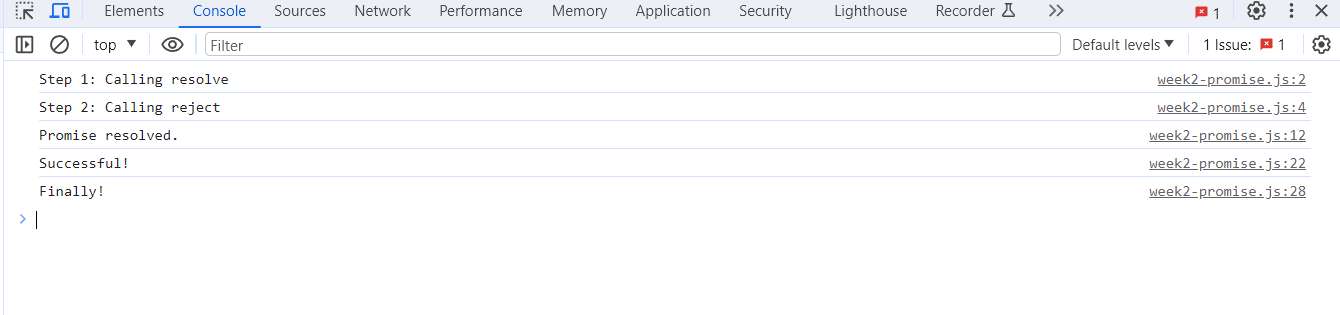 Elements Console Sources Network Performance Memory Application Security Lighthouse Recorder 1
top Filter Default levels 1 Issue: 1
Step 1: Calling resolve week2-promise.js:2
Step 2: Calling reject week2-promise.js:4
Promise resolved. week2-promise.js:12
Successful! week2-promise.js:22
Finally! week2-promise.js:28